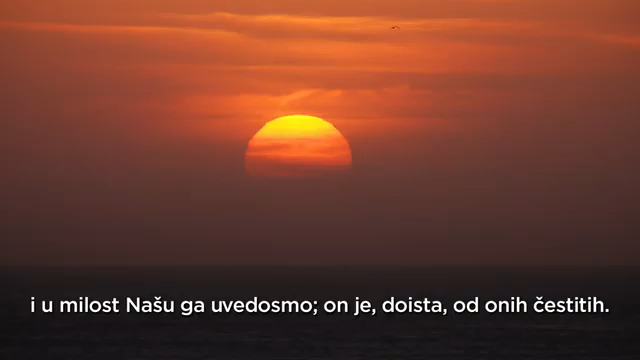 i u milost Našu ga uvedosmo; on je, doista, od onih čestitih.